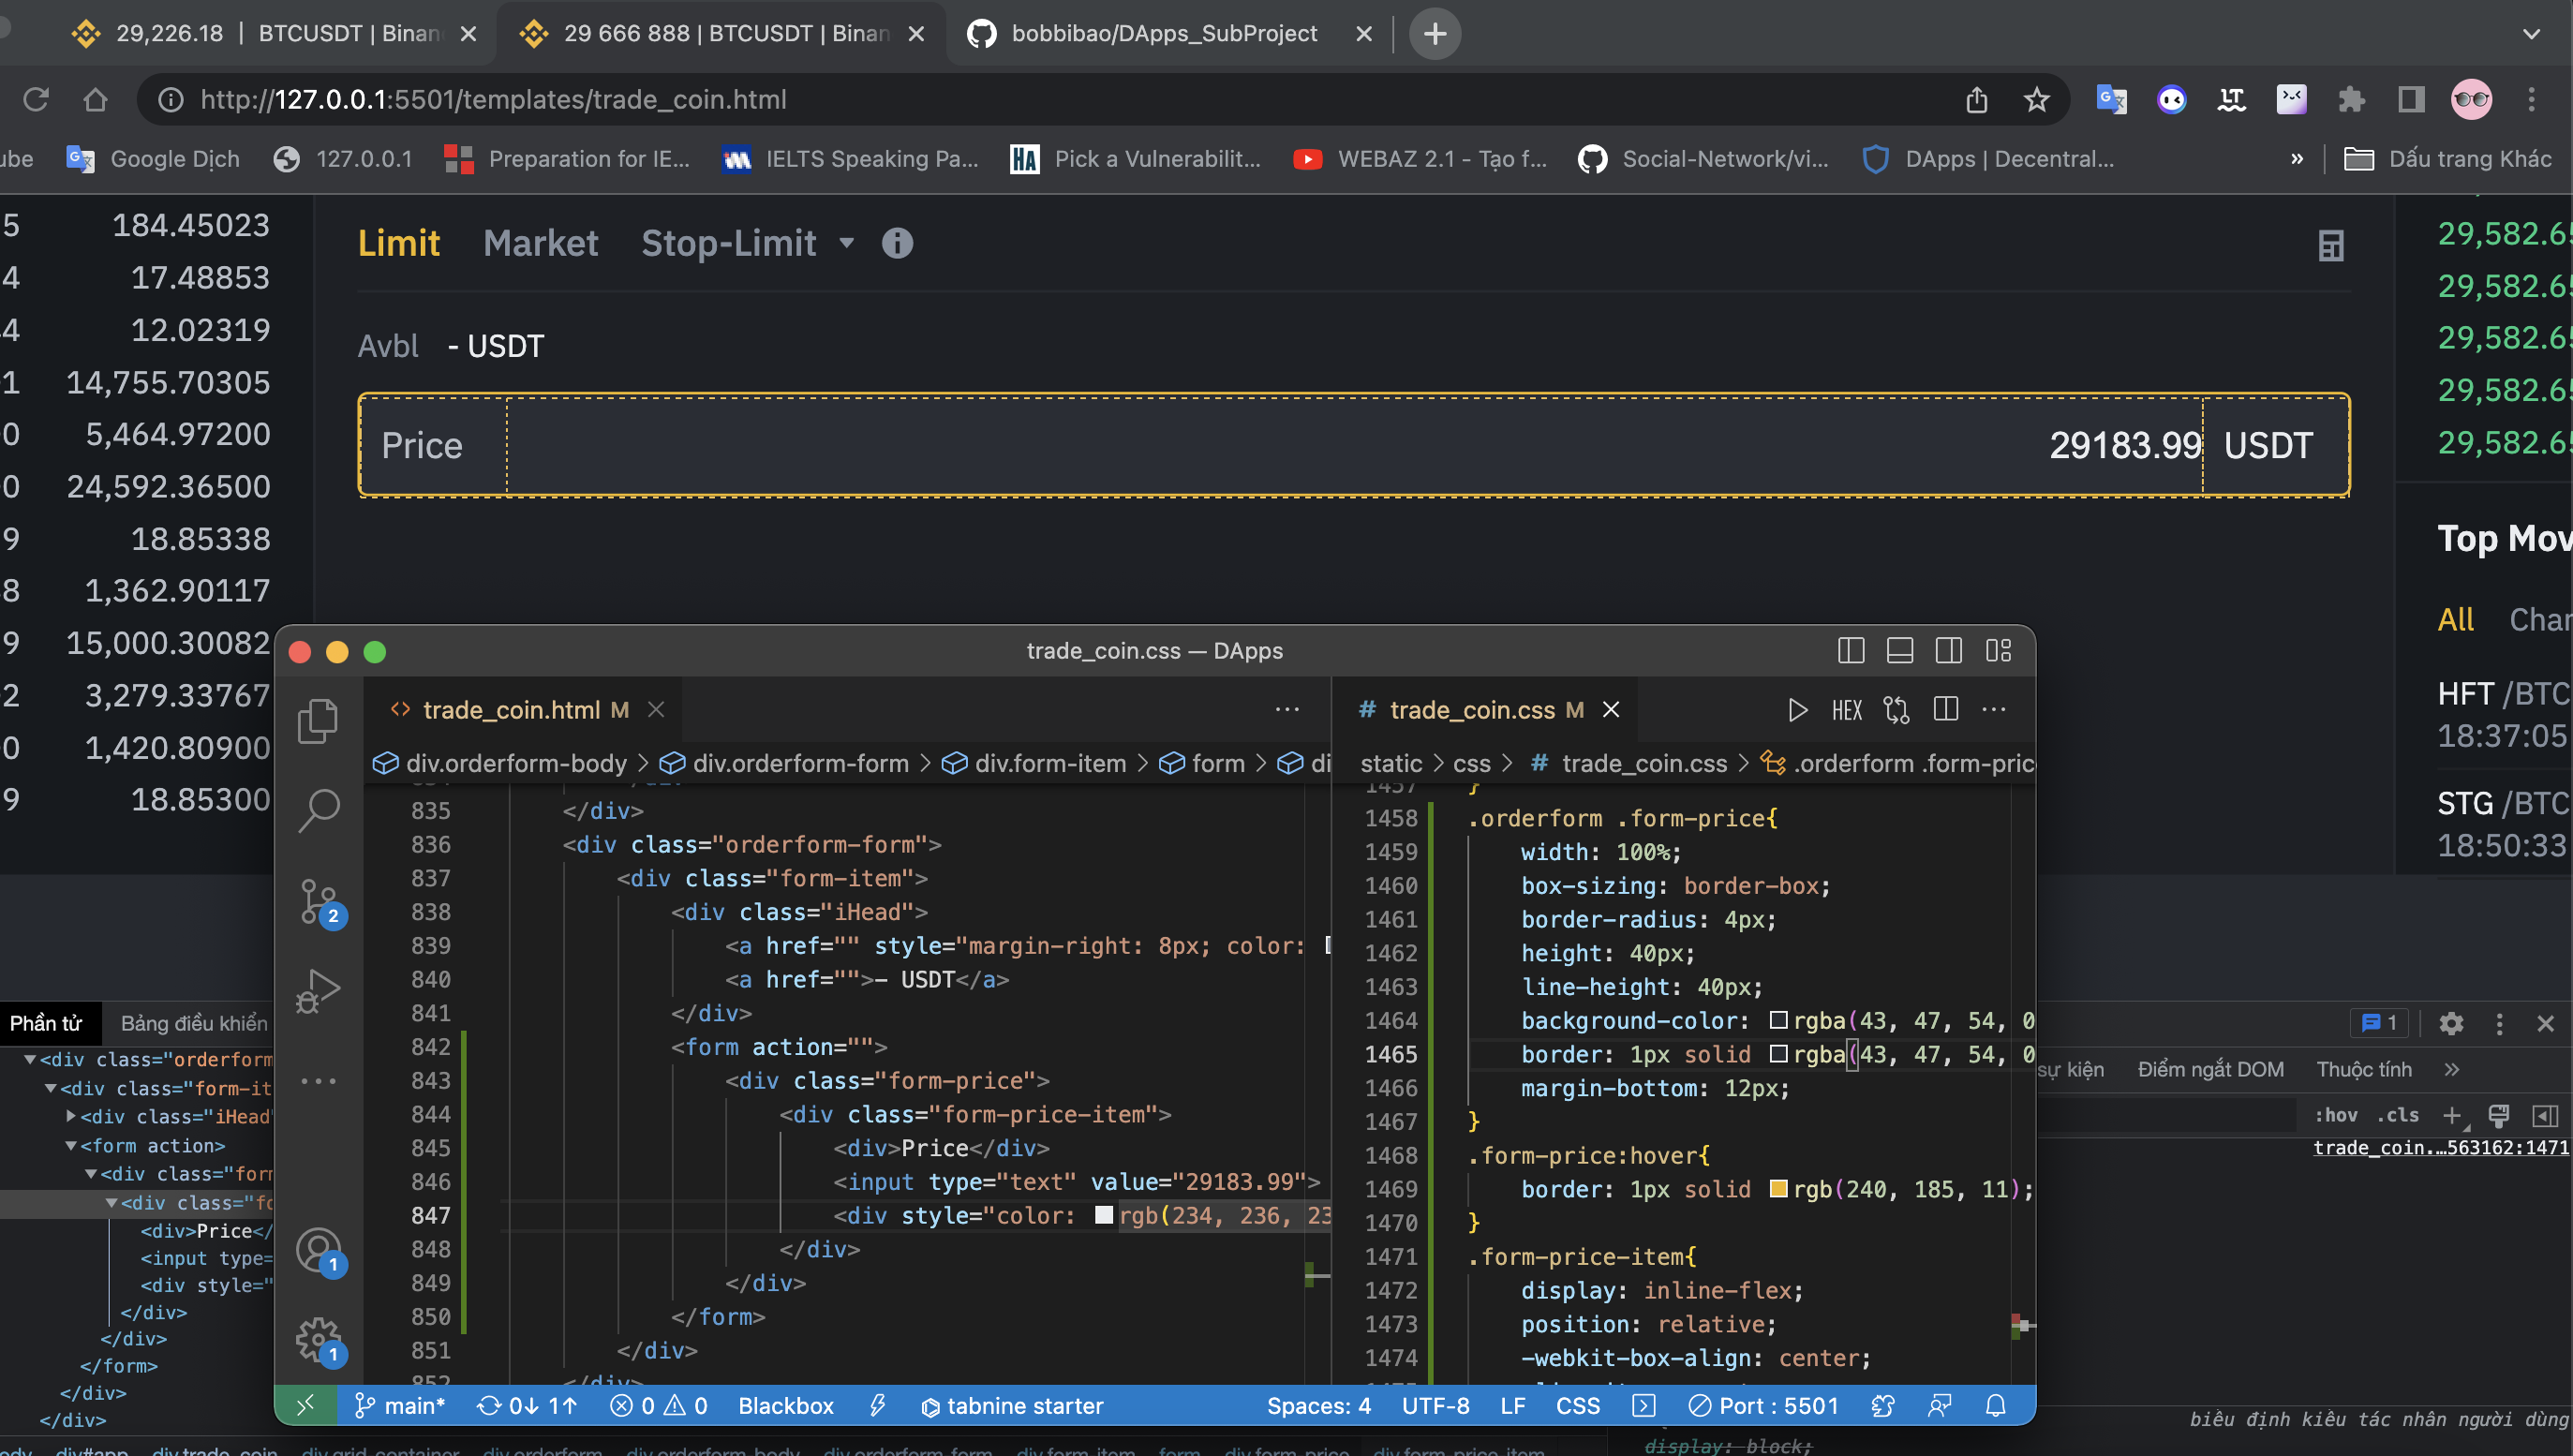 29,226.18 | BTCUSDT | Binan
29 666 888 | BTCUSDT | Binan
bobbibao/DApps_SubProject
http://127.0.0.1:5501/templates/trade_coin.html
ube
Google Dịch
127.0.0.1
Preparation for IE...
IELTS Speaking Pa...
HA
Pick a Vulnerabilit...
WEBAZ 2.1 - Tạo f...
Social-Network/vi...
DApps | Decentral...
»
Dấu trang Khác
5 184.45023
4 17.48853
4 12.02319
1 14,755.70305
0 5,464.97200
0 24,592.36500
9 18.85338
8 1,362.90117
9 15,000.30082
2 3,279.33767
0 1,420.80900
9 18.85300
Limit Market Stop-Limit
Avbl - USDT
Price 29183.99 USDT
29,582.65
29,582.65
29,582.65
29,582.65
29,582.65
Top Mov
All Chan
HFT /BTC
18:37:05
STG /BTC
18:50:33
trade_coin.css — DApps
trade_coin.html M
div.orderform-body > div.orderform-form > div.form-item > form > di
835 </div>
836 <div class="orderform-form">
837 <div class="form-item">
838 <div class="iHead">
839 <a href="" style="margin-right: 8px; color:
840 <a href="">- USDT</a>
841 </div>
842 <form action="">
843 <div class="form-price">
844 <div class="form-price-item">
845 <div>Price</div>
846 <input type="text" value="29183.99">
847 <div style="color: rgb(234, 236, 23
848 </div>
849 </div>
850 </form>
851 </div>
852 </div>
# trade_coin.css M
HEX
static > css > # trade_coin.css > .orderform .form-pric
1457 }
1458 .orderform .form-price{
1459 width: 100%;
1460 box-sizing: border-box;
1461 border-radius: 4px;
1462 height: 40px;
1463 line-height: 40px;
1464 background-color: rgba(43, 47, 54, 0
1465 border: 1px solid rgba(43, 47, 54, 0
1466 margin-bottom: 12px;
1467 }
1468 .form-price:hover{
1469 border: 1px solid rgb(240, 185, 11);
1470 }
1471 .form-price-item{
1472 display: inline-flex;
1473 position: relative;
1474 -webkit-box-align: center;
2
1
1
main* 0↓ 1↑ 0 0 Blackbox tabnine starter
Spaces: 4 UTF-8 LF CSS Port : 5501
Phần tử Bảng điều khiển
<div class="orderform
<div class="form-it
<div class="iHead"
<form action>
<div class="for
<div class="fo
<div>Price</
<input type=
<div style="
</div>
</div>
</form>
</div>
</div>
1
sự kiện Điểm ngắt DOM Thuộc tính »
:hov .cls +
trade_coin.…563162:1471
biểu định kiểu tác nhân người dùng
display: block;
ody div#app div.trade_coin div.grid_container div.orderform div.orderform-body div.orderform-form div.form-item form div.form-price div.form-price-item